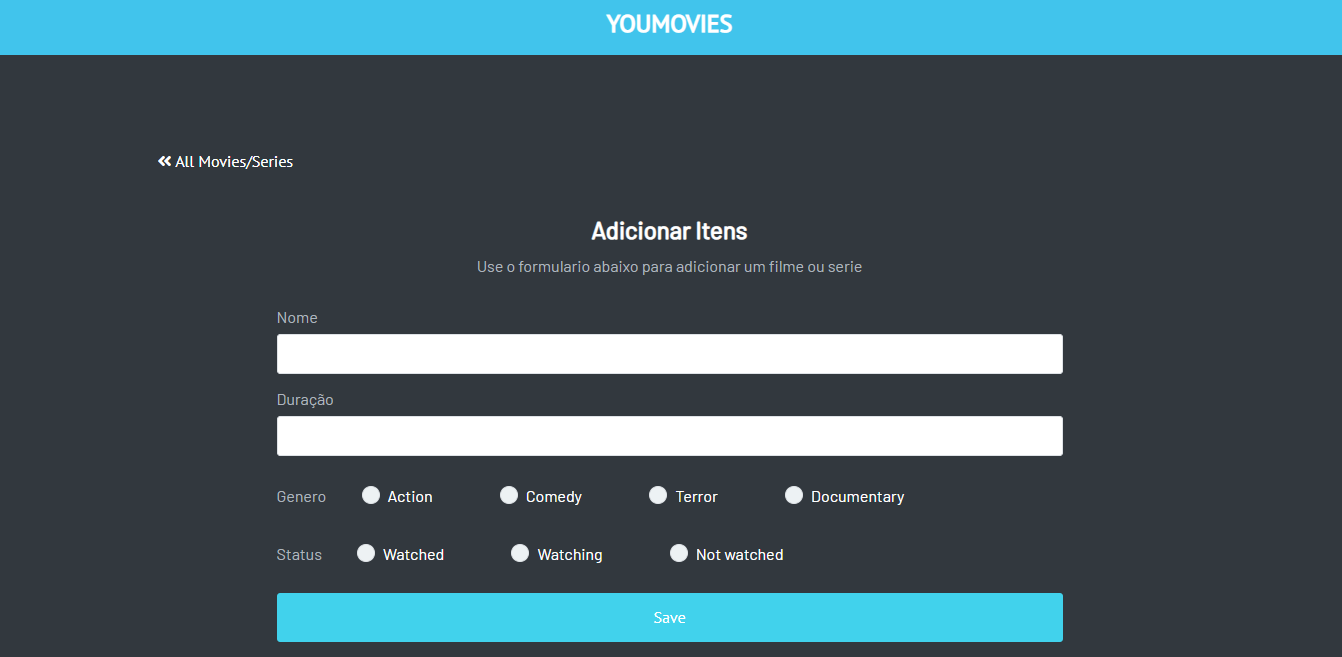 YOUMOVIES
All Movies/Series
Adicionar Itens
Use o formulario abaixo para adicionar um filme ou serie
Nome
Duração
Genero Action Comedy Terror Documentary
Status Watched Watching Not watched
Save